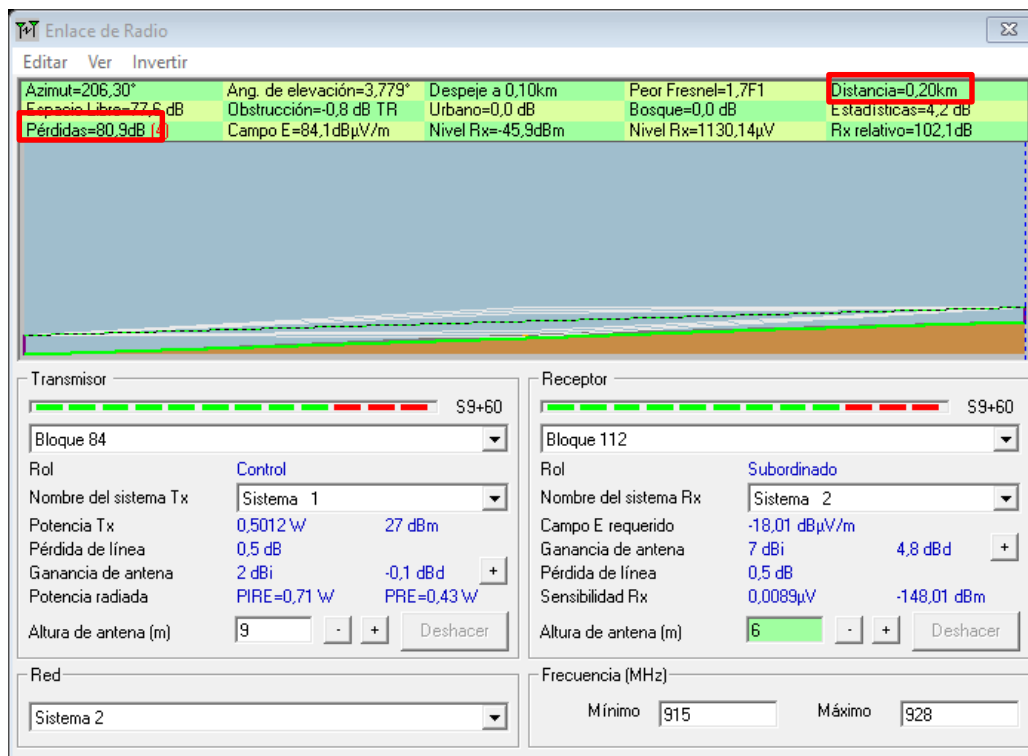 Enlace de Radio
Editar Ver Invertir
Azimut=206,30° Ang. de elevación=3,779° Despeje a 0,10km Peor Fresnel=1,7F1 Distancia=0,20km
Espacio Libre=77,6 dB Obstrucción=-0,8 dB TR Urbano=0,0 dB Bosque=0,0 dB Estadísticas=4,2 dB
Pérdidas=80,9dB (4) Campo E=84,1dBµV/m Nivel Rx=-45,9dBm Nivel Rx=1130,14µV Rx relativo=102,1dB
Transmisor
S9+60
Bloque 84
Rol Control
Nombre del sistema Tx Sistema 1
Potencia Tx 0,5012 W 27 dBm
Pérdida de línea 0,5 dB
Ganancia de antena 2 dBi -0,1 dBd +
Potencia radiada PIRE=0,71 W PRE=0,43 W
Altura de antena (m) 9 - + Deshacer
Red
Sistema 2
Receptor
S9+60
Bloque 112
Rol Subordinado
Nombre del sistema Rx Sistema 2
Campo E requerido -18,01 dBµV/m
Ganancia de antena 7 dBi 4,8 dBd +
Pérdida de línea 0,5 dB
Sensibilidad Rx 0,0089µV -148,01 dBm
Altura de antena (m) 6 - + Deshacer
Frecuencia (MHz)
Mínimo 915 Máximo 928